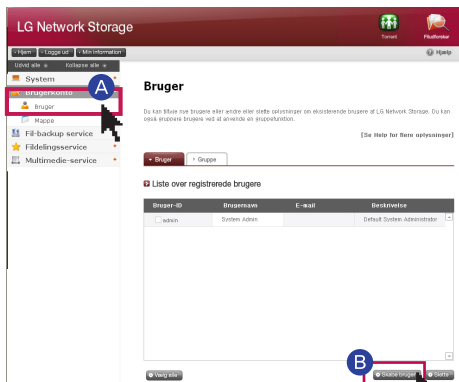 LG Network Storage
Torrent
Filudforsker
Hjem
Logge ud
Min information
Hjælp
Udvid alle
Kollapse alle
System
A
Brugerkonto
Bruger
Mappe
Fil-backup service
Fildelingsservice
Multimedie-service
Bruger
Du kan tilføje nye brugere eller ændre eller slette oplysninger om eksisterende brugere af LG Network Storage. Du kan
også gruppere brugere ved at anvende en gruppefunktion.
[Se Help for flere oplysninger]
Bruger
Gruppe
Liste over registrerede brugere
Bruger-ID Brugernavn E-mail Beskrivelse
admin System Admin Default System Administrator
B
Vælg alle
Skabe bruger
Slette